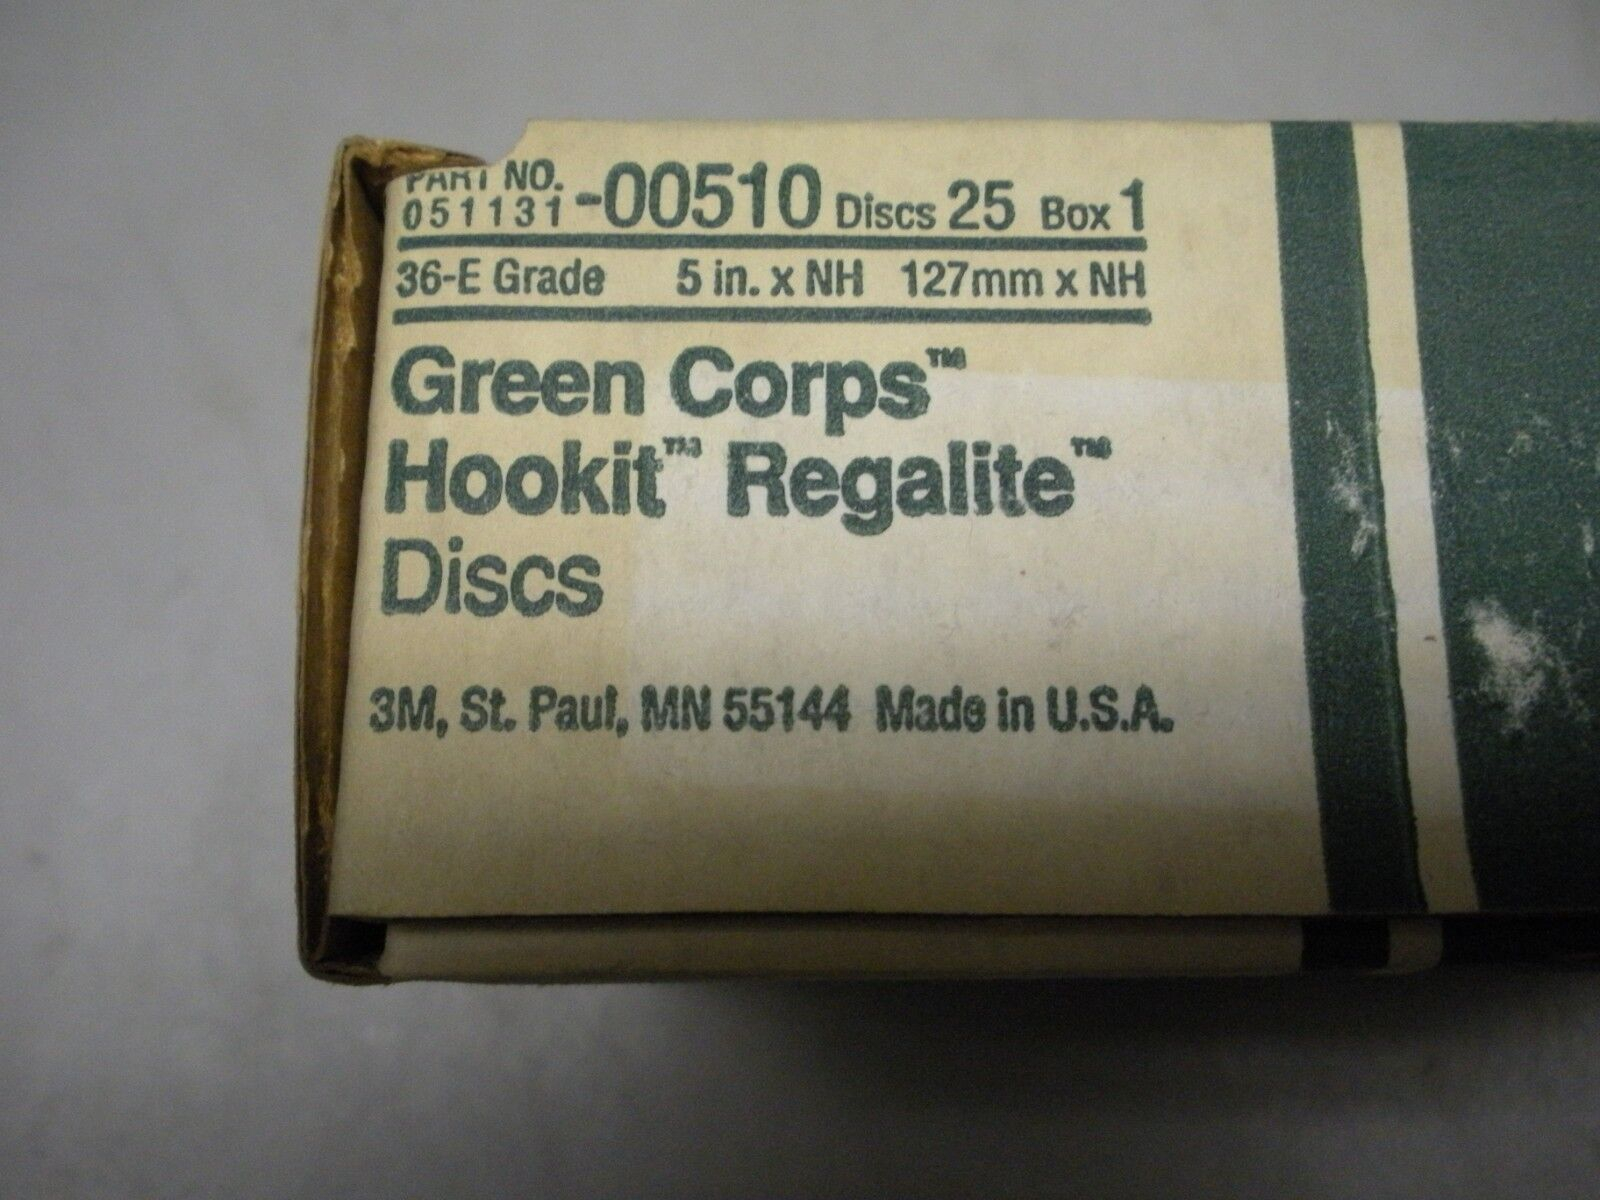 PART NO.
051131-00510 Discs 25 Box 1
36-E Grade 5 in. x NH 127mm x NH
Green Corps™
Hookit™ Regalite™
Discs
3M, St. Paul, MN 55144 Made in U.S.A.